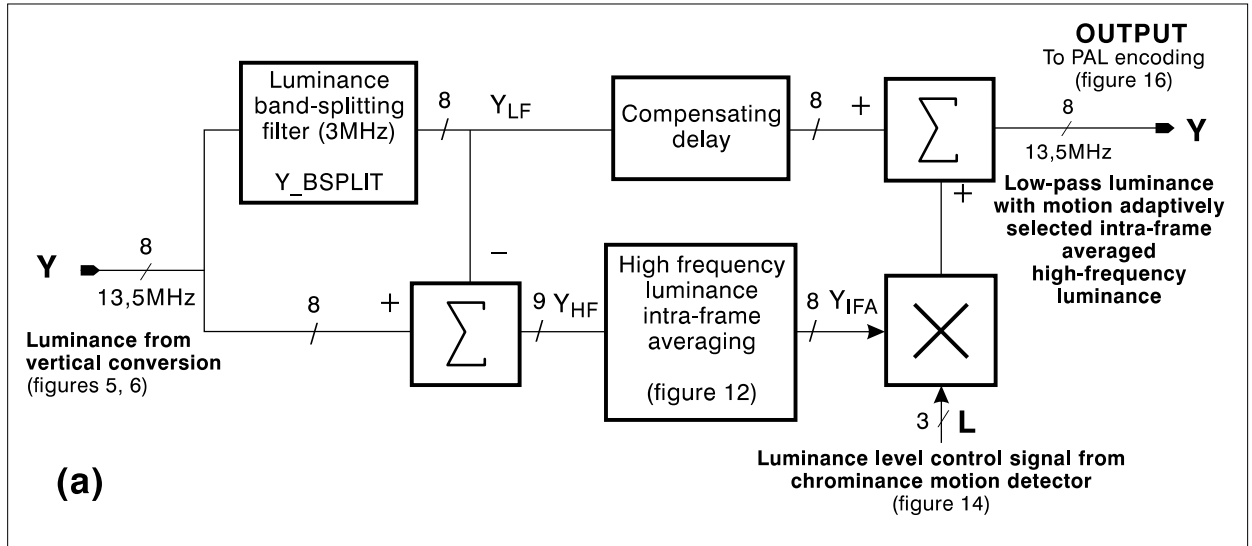 OUTPUT
To PAL encoding
(figure 16)
Luminance
band-splitting
filter (3MHz)
Y_BSPLIT
8
YLF
Compensating
delay
8
+
Σ
8
Y
13,5MHz
+
Low-pass luminance
with motion adaptively
selected intra-frame
averaged
high-frequency
luminance
Y
8
13,5MHz
Luminance from
vertical conversion
(figures 5, 6)
8
+
−
Σ
9
YHF
High frequency
luminance
intra-frame
averaging
(figure 12)
8
YIFA
3
L
Luminance level control signal from
chrominance motion detector
(figure 14)
(a)